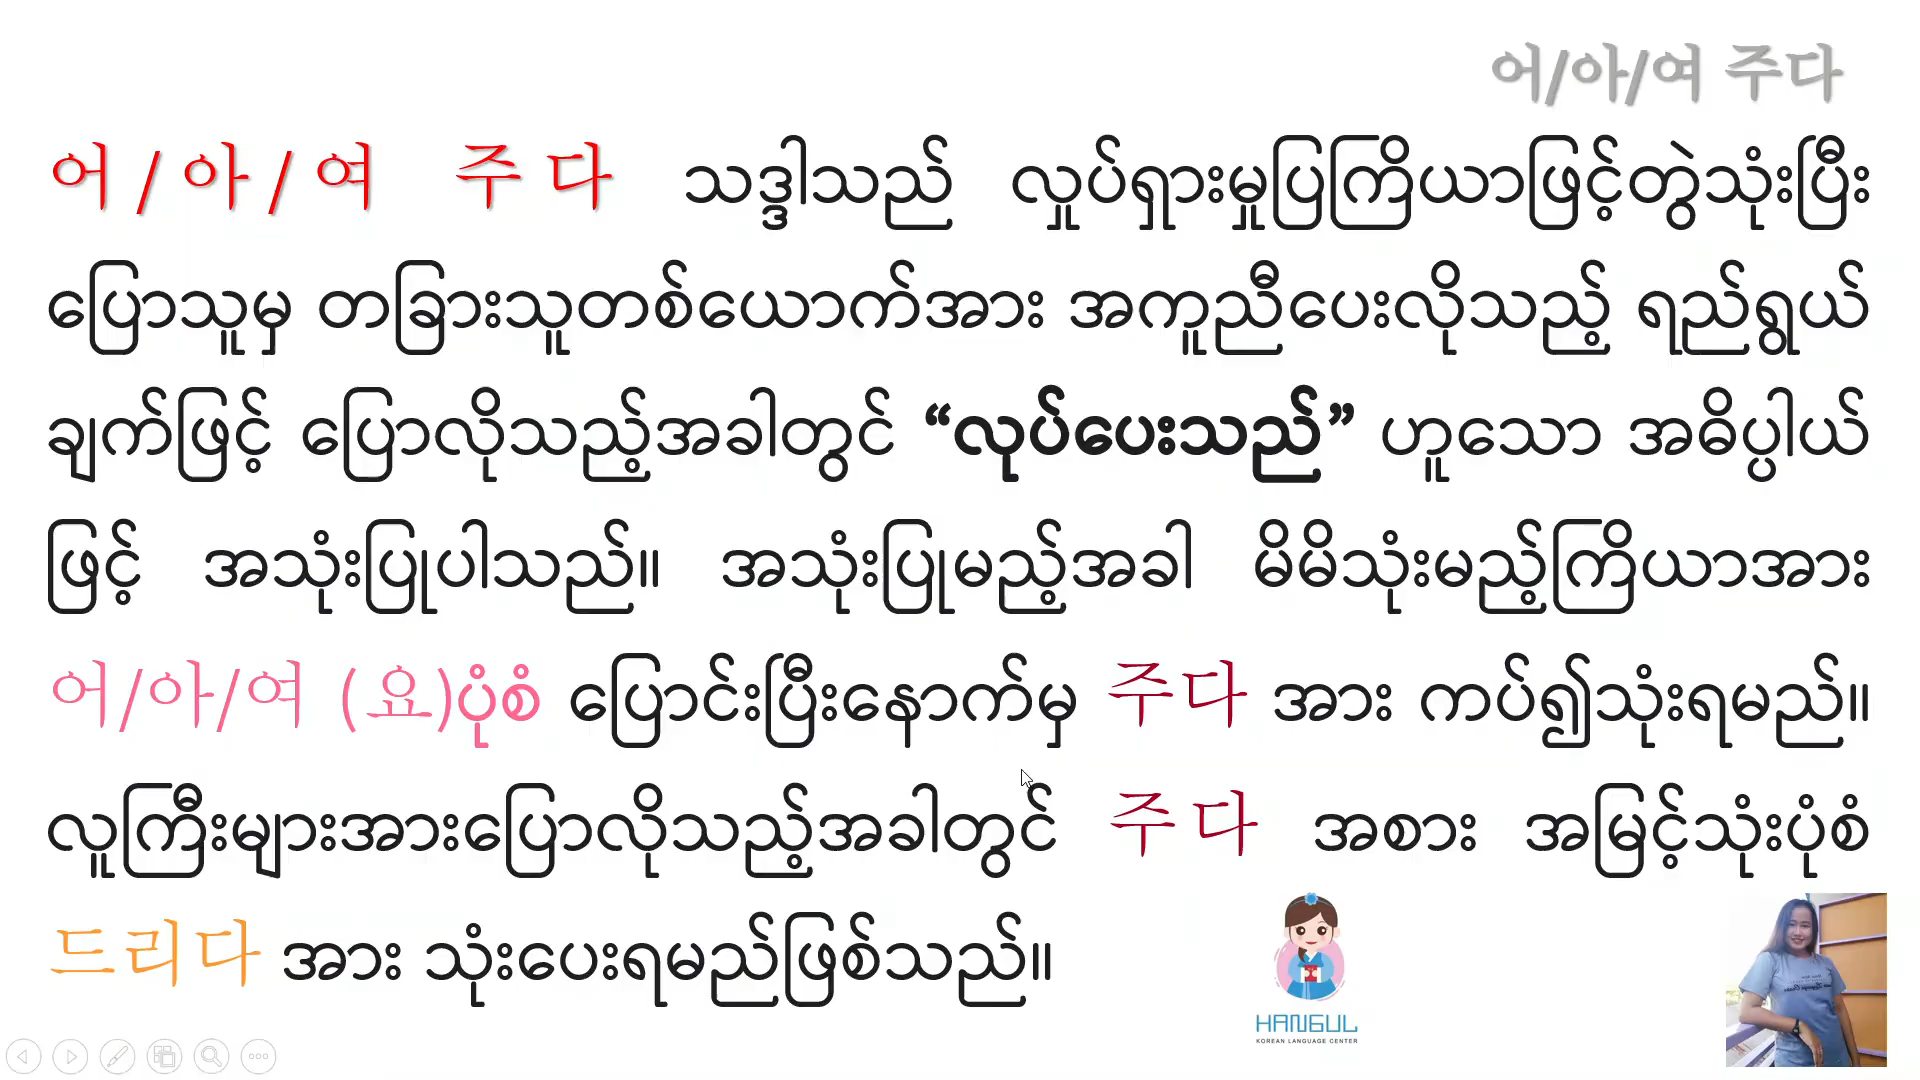 어/아/여 주다
어/아/여 주다 သဒ္ဒါသည် လှုပ်ရှားမှုပြကြိယာဖြင့်တွဲသုံးပြီး
ပြောသူမှ တခြားသူတစ်ယောက်အား အကူညီပေးလိုသည့် ရည်ရွယ်
ချက်ဖြင့် ပြောလိုသည့်အခါတွင် “လုပ်ပေးသည်” ဟူသော အဓိပ္ပါယ်
ဖြင့် အသုံးပြုပါသည်။ အသုံးပြုမည့်အခါ မိမိသုံးမည့်ကြိယာအား
어/아/여 (요)ပုံစံ ပြောင်းပြီးနောက်မှ 주다 အား ကပ်၍သုံးရမည်။
လူကြီးများအားပြောလိုသည့်အခါတွင် 주다 အစား အမြင့်သုံးပုံစံ
드리다 အား သုံးပေးရမည်ဖြစ်သည်။
HANGUL
KOREAN LANGUAGE CENTER